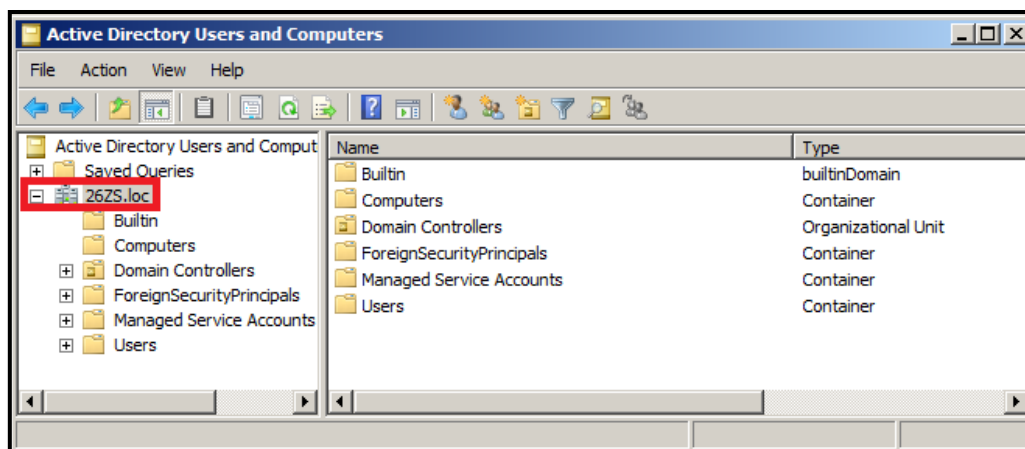 Active Directory Users and Computers
File Action View Help
Active Directory Users and Comput
Saved Queries
26ZS.loc
Builtin
Computers
Domain Controllers
ForeignSecurityPrincipals
Managed Service Accounts
Users
Name Type
Builtin builtinDomain
Computers Container
Domain Controllers Organizational Unit
ForeignSecurityPrincipals Container
Managed Service Accounts Container
Users Container